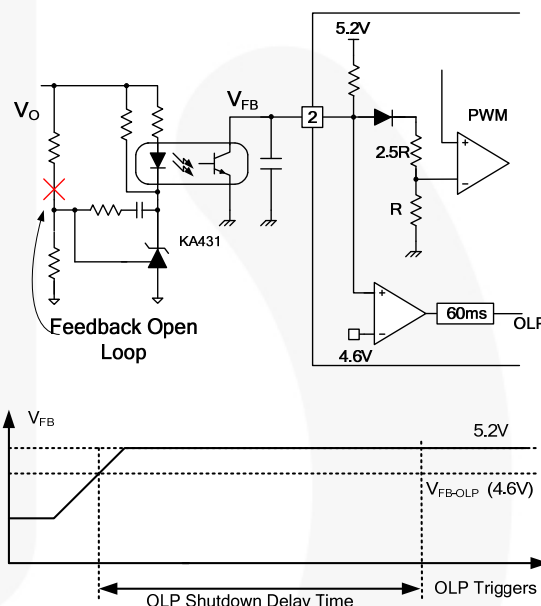 5.2V
VO
VFB
2
PWM
2.5R
R
KA431
Feedback Open
Loop
60ms
OLP
4.6V
VFB
5.2V
VFB-OLP (4.6V)
OLP Triggers
OLP Shutdown Delay Time